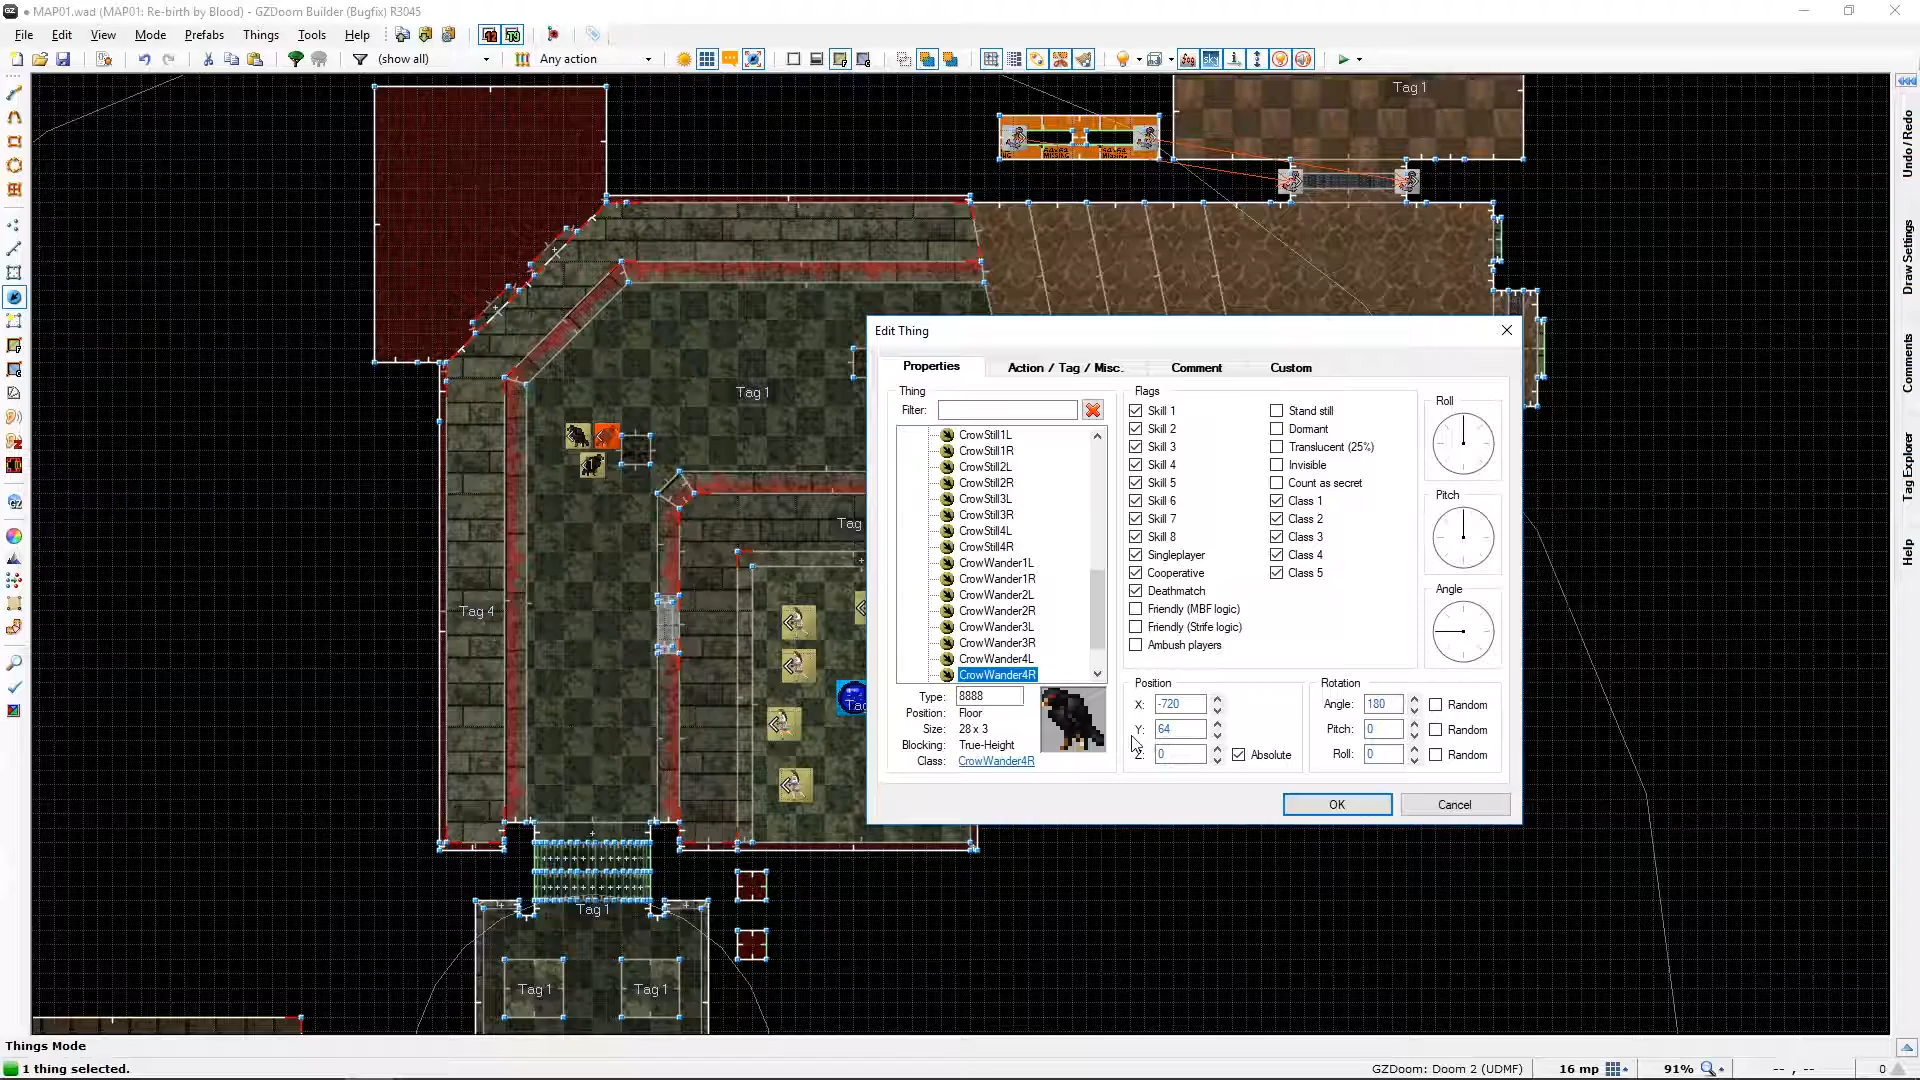 ● MAP01.wad (MAP01: Re-birth by Blood) - GZDoom Builder (Bugfix) R3045
File Edit View Mode Prefabs Things Tools Help
(show all) Any action
Tag 1
64x64
MISSING
Undo / Redo
Draw Settings
Comments
Tag Explorer
Help
Tag 1
Tag
Tag 4
Tag 1
Tag 1
Tag 1
Edit Thing
Properties Action / Tag / Misc. Comment Custom
Thing
Filter:
CrowStill1L
CrowStill1R
CrowStill2L
CrowStill2R
CrowStill3L
CrowStill3R
CrowStill4L
CrowStill4R
CrowWander1L
CrowWander1R
CrowWander2L
CrowWander2R
CrowWander3L
CrowWander3R
CrowWander4L
CrowWander4R
Type: 8888
Position: Floor
Size: 28 x 3
Blocking: True-Height
Class: CrowWander4R
Flags
Skill 1
Skill 2
Skill 3
Skill 4
Skill 5
Skill 6
Skill 7
Skill 8
Singleplayer
Cooperative
Deathmatch
Friendly (MBF logic)
Friendly (Strife logic)
Ambush players
Stand still
Dormant
Translucent (25%)
Invisible
Count as secret
Class 1
Class 2
Class 3
Class 4
Class 5
Roll
Pitch
Angle
Position
X: -720
Y: 64
Z: 0 Absolute
Rotation
Angle: 180 Random
Pitch: 0 Random
Roll: 0 Random
OK Cancel
Things Mode
1 thing selected.
GZDoom: Doom 2 (UDMF) 16 mp 91% -- , -- 0